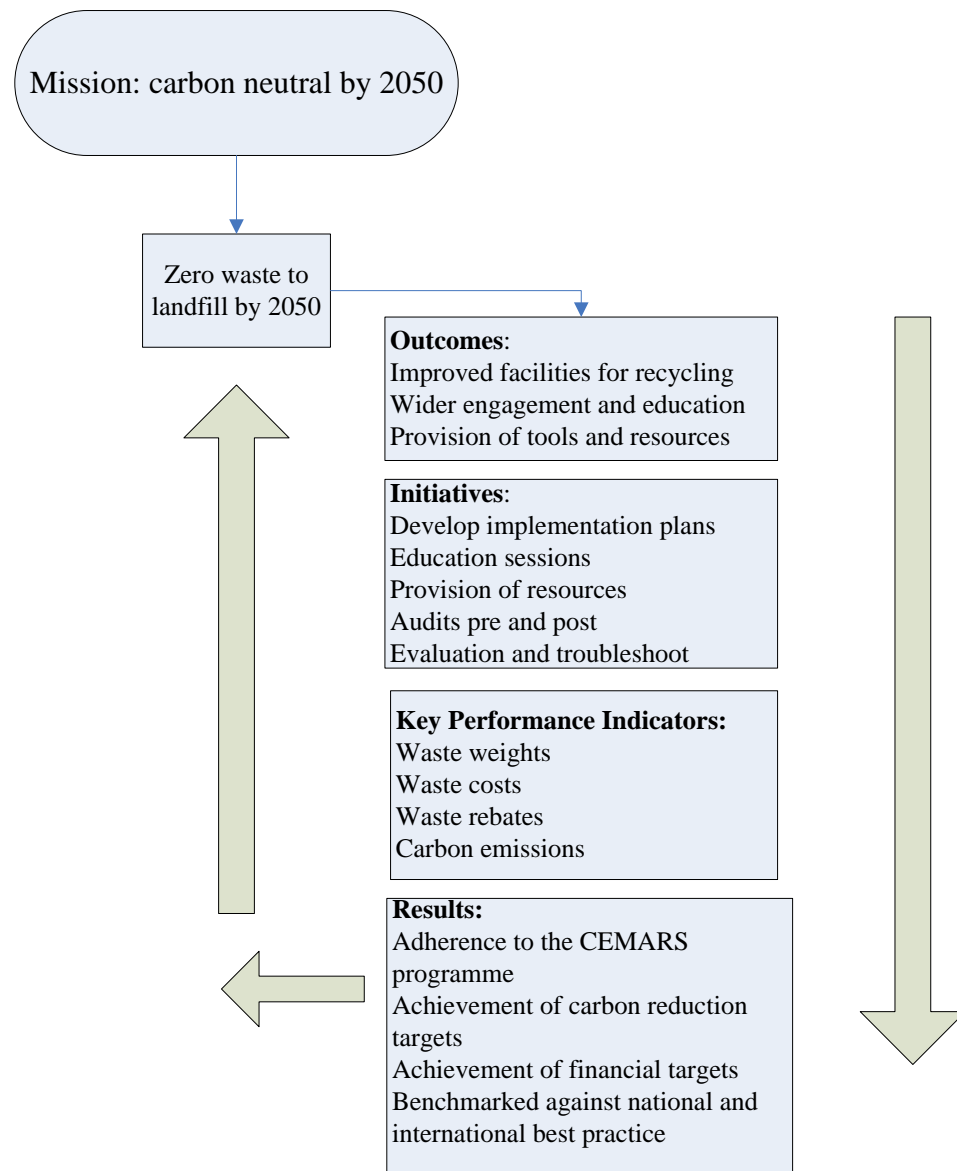 Mission: carbon neutral by 2050
Zero waste to
landfill by 2050
Outcomes:
Improved facilities for recycling
Wider engagement and education
Provision of tools and resources
Initiatives:
Develop implementation plans
Education sessions
Provision of resources
Audits pre and post
Evaluation and troubleshoot
Key Performance Indicators:
Waste weights
Waste costs
Waste rebates
Carbon emissions
Results:
Adherence to the CEMARS
programme
Achievement of carbon reduction
targets
Achievement of financial targets
Benchmarked against national and
international best practice